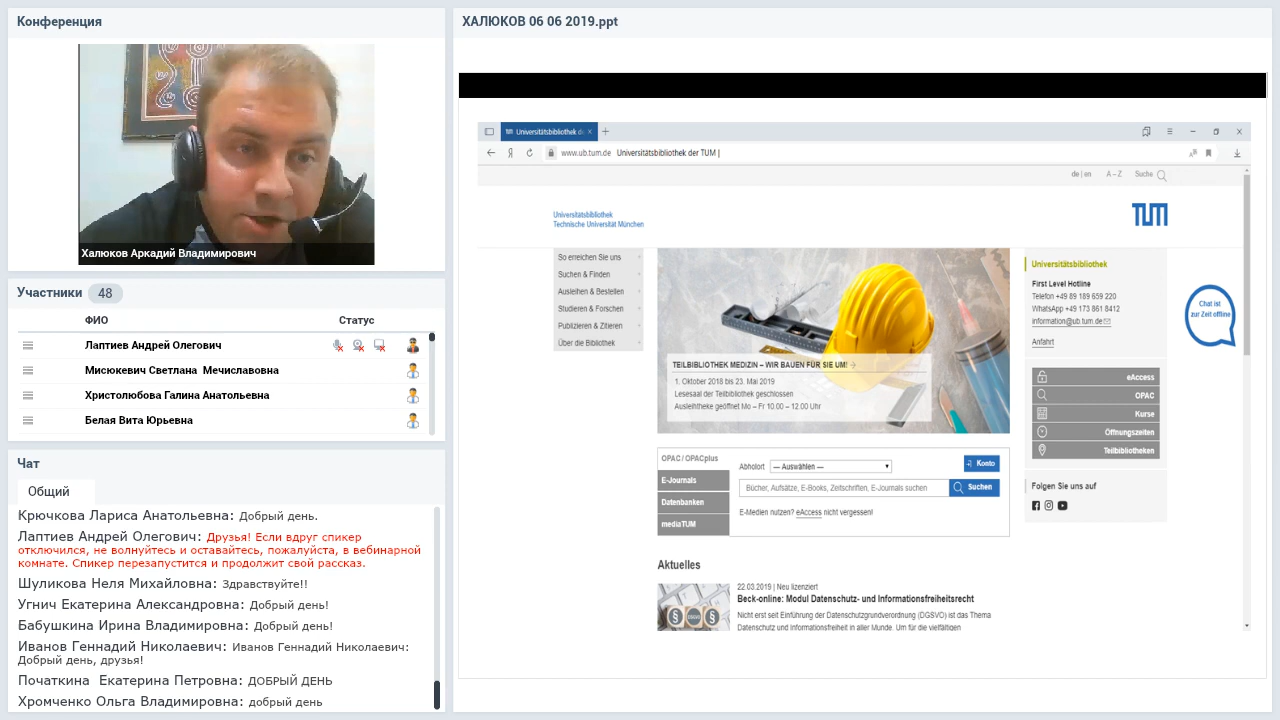 Конференция
Халюков Аркадий Владимирович
Участники 48
ФИО Статус
Лаптиев Андрей Олегович
Мисюкевич Светлана Мечиславовна
Христолюбова Галина Анатольевна
Белая Вита Юрьевна
Чат
Общий
Крючкова Лариса Анатольевна: Добрый день.
Лаптиев Андрей Олегович: Друзья! Если вдруг спикер
отключился, не волнуйтесь и оставайтесь, пожалуйста, в вебинарной
комнате. Спикер перезапустится и продолжит свой рассказ.
Шуликова Неля Михайловна: Здравствуйте!!
Угнич Екатерина Александровна: Добрый день!
Бабушкина Ирина Владимировна: Добрый день!
Иванов Геннадий Николаевич: Иванов Геннадий Николаевич:
Добрый день, друзья!
Початкина Екатерина Петровна: ДОБРЫЙ ДЕНЬ
Хромченко Ольга Владимировна: добрый день
ХАЛЮКОВ 06 06 2019.ppt
Universitätsbibliothek de
www.ub.tum.de Universitätsbibliothek der TUM |
de | en A – Z Suche
Universitätsbibliothek
Technische Universität München
TUM
So erreichen Sie uns
Suchen & Finden
Ausleihen & Bestellen
Studieren & Forschen
Publizieren & Zitieren
Über die Bibliothek
TEILBIBLIOTHEK MEDIZIN – WIR BAUEN FÜR SIE UM!
1. Oktober 2018 bis 23. Mai 2019
Lesesaal der Teilbibliothek geschlossen
Ausleihtheke geöffnet Mo – Fr 10.00 – 12.00 Uhr
Universitätsbibliothek
First Level Hotline
Telefon +49 89 189 659 220
WhatsApp +49 173 861 8412
information@ub.tum.de
Anfahrt
Chat ist
zur Zeit offline
eAccess
OPAC
Kurse
Öffnungszeiten
Teilbibliotheken
Folgen Sie uns auf
OPAC / OPACplus
E-Journals
Datenbanken
mediaTUM
Abholort — Auswählen — Konto
Bücher, Aufsätze, E-Books, Zeitschriften, E-Journals suchen Suchen
E-Medien nutzen? eAccess nicht vergessen!
Aktuelles
22.03.2019 | Neu lizenziert
Beck-online: Modul Datenschutz- und Informationsfreiheitsrecht
Nicht erst seit Einführung der Datenschutzgrundverordnung (DGSVO) ist das Thema
Datenschutz und Informationsfreiheit in aller Munde. Um für die vielfältigen
§ DSGVO §